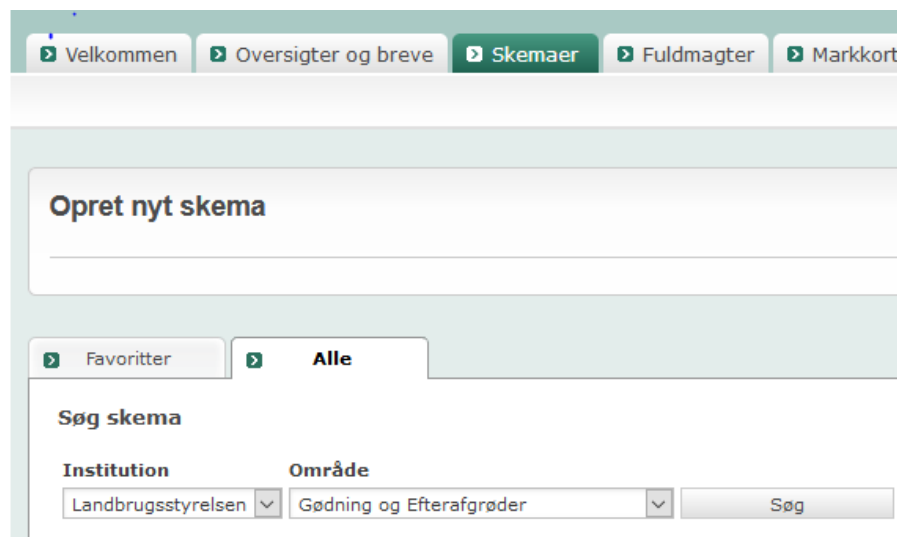 Velkommen Oversigter og breve Skemaer Fuldmagter Markkort
Opret nyt skema
Favoritter Alle
Søg skema
Institution Område
Landbrugsstyrelsen Gødning og Efterafgrøder Søg